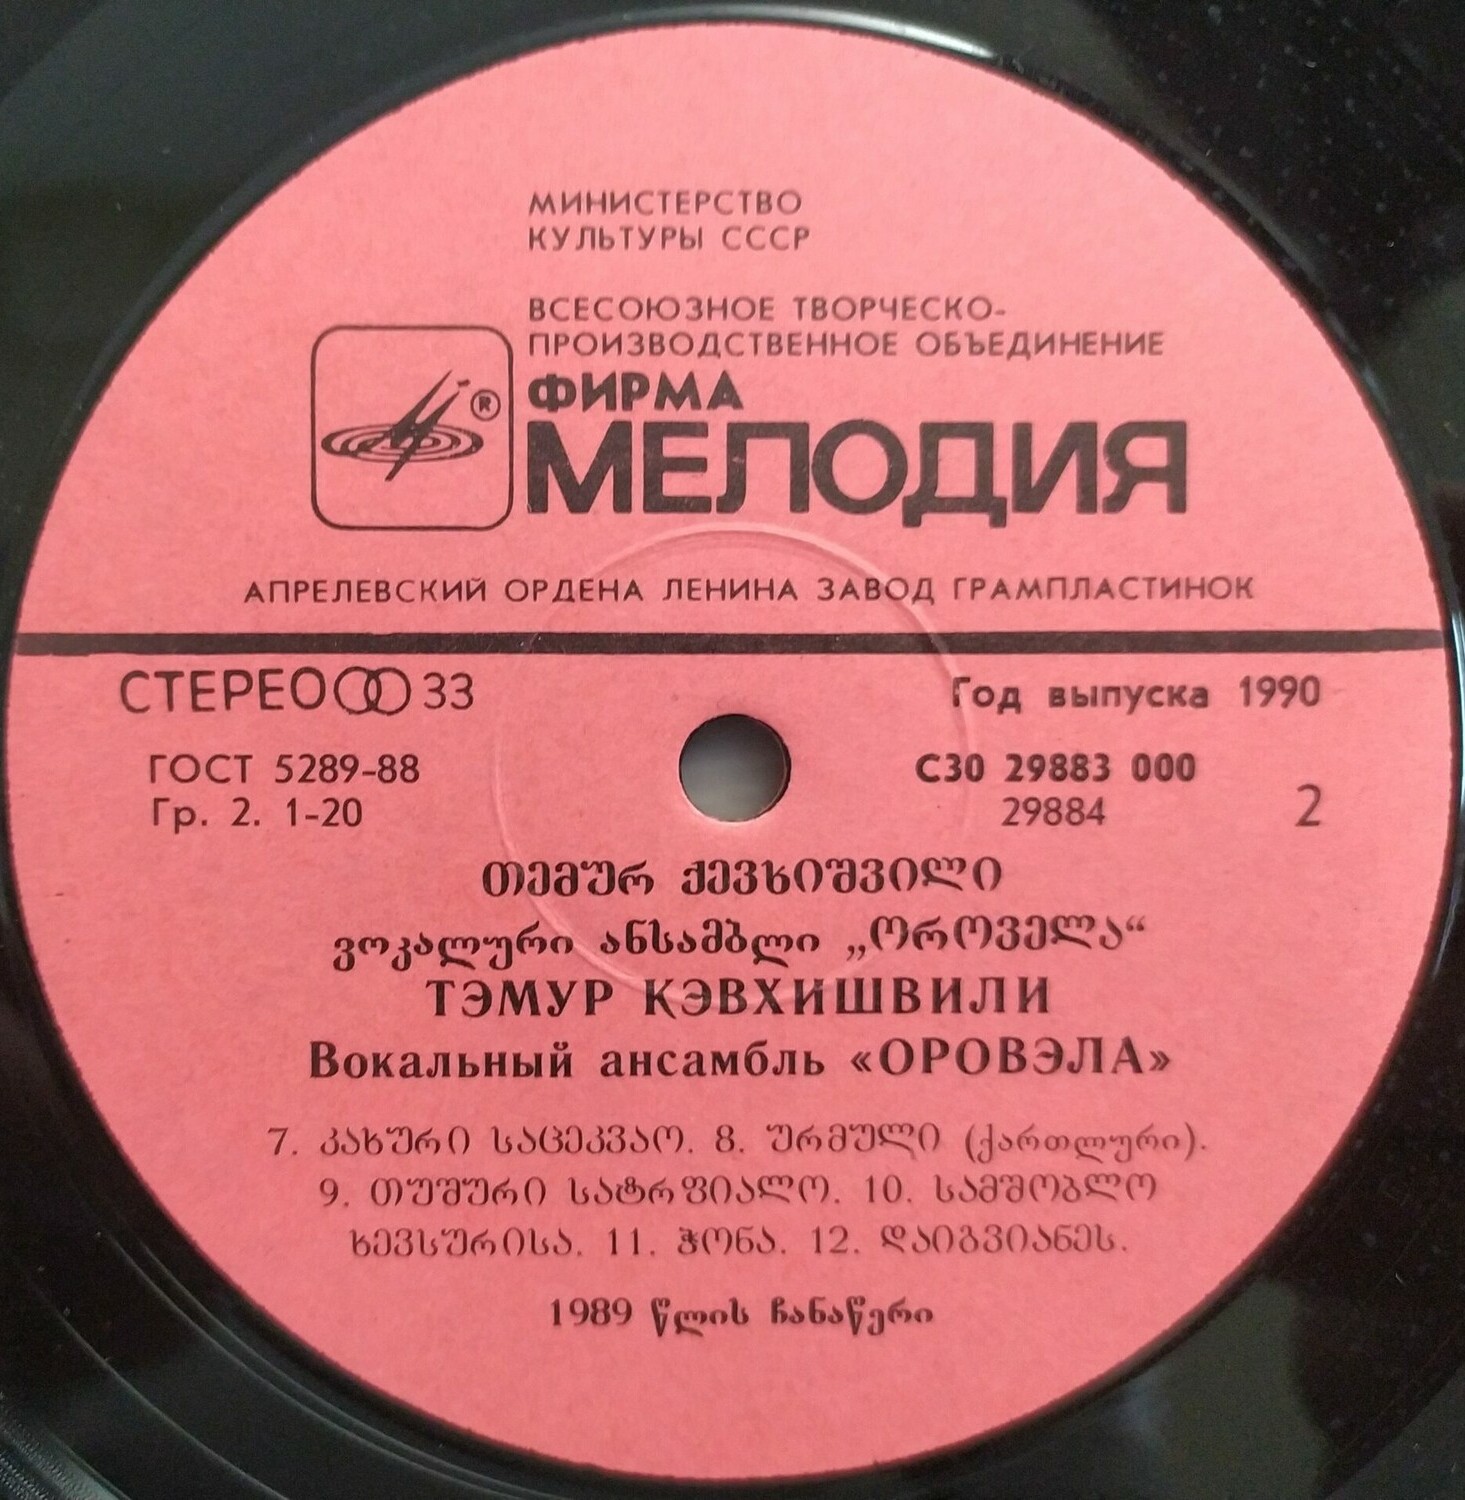 МИНИСТЕРСТВО
КУЛЬТУРЫ СССР
ВСЕСОЮЗНОЕ ТВОРЧЕСКО-
ПРОИЗВОДСТВЕННОЕ ОБЪЕДИНЕНИЕ
ФИРМА
®
МЕЛОДИЯ
АПРЕЛЕВСКИЙ ОРДЕНА ЛЕНИНА ЗАВОД ГРАМПЛАСТИНОК
СТЕРЕО 33
Год выпуска 1990
ГОСТ 5289-88
С30 29883 000
Гр. 2. 1-20
29884
2
თემურ ქევხიშვილი
ვოკალური ანსამბლი „ოროველა“
ТЭМУР КЭВХИШВИЛИ
Вокальный ансамбль «ОРОВЭЛА»
7. კახური საცეკვაო. 8. ურმული (ქართლური).
9. თუშური სატრფიალო. 10. სამშობლო
ხევსურისა. 11. ჭონა. 12. დაიგვიანეს.
1989 წლის ჩანაწერი